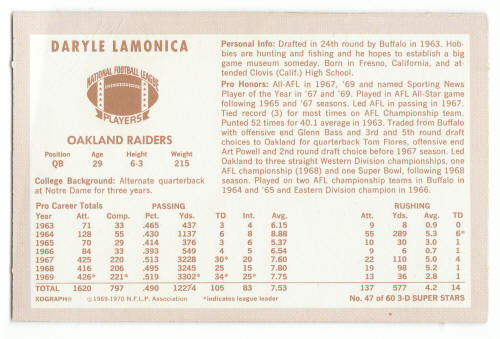 DARYLE LAMONICA
NATIONAL FOOTBALL LEAGUE
PLAYERS
OAKLAND RAIDERS
Position Age Height Weight
QB 29 6-3 215
College Background: Alternate quarterback
at Notre Dame for three years.
Personal Info: Drafted in 24th round by Buffalo in 1963. Hob-
bies are hunting and fishing and he hopes to establish a big
game museum someday. Born in Fresno, California, and at-
tended Clovis (Calif.) High School.
Pro Honors: All-AFL in 1967, '69 and named Sporting News
Player of the Year in '67 and '69. Played in AFL All-Star game
following 1965 and '67 seasons. Led AFL in passing in 1967.
Tied record (3) for most times on AFL Championship team.
Punted 52 times for 40.1 average in 1963. Traded from Buffalo
with offensive end Glenn Bass and 3rd and 5th round draft
choices to Oakland for quarterback Tom Flores, offensive end
Art Powell and 2nd round draft choice before 1967 season. Led
Oakland to three straight Western Division championships, one
AFL championship (1968) and one Super Bowl, following 1968
season. Played on two AFL championship teams in Buffalo in
1964 and '65 and Eastern Division champion in 1966.
Pro Career Totals PASSING RUSHING
Year Att. Comp. Pct. Yds. TD Int. Avg. Att. Yds. Avg. TD
1963 71 33 .465 437 3 4 6.15 9 8 0.9 0
1964 128 55 .430 1137 6 8 8.88 55 289 5.3 6*
1965 70 29 .414 376 3 6 5.37 10 30 3.0 1
1966 84 33 .393 549 4 5 6.54 9 6 0.7 1
1967 425 220 .513 3228 30* 20 7.60 22 110 5.0 4
1968 416 206 .495 3245 25 15 7.80 19 98 5.2 1
1969 426* 221* .519 3302* 34* 25* 7.75 13 36 2.8 1
TOTAL 1620 797 .490 12274 105 83 7.53 137 577 4.2 14
XOGRAPH® ©1969-1970 N.F.L.P. Association *indicates league leader No. 47 of 60 3-D SUPER STARS